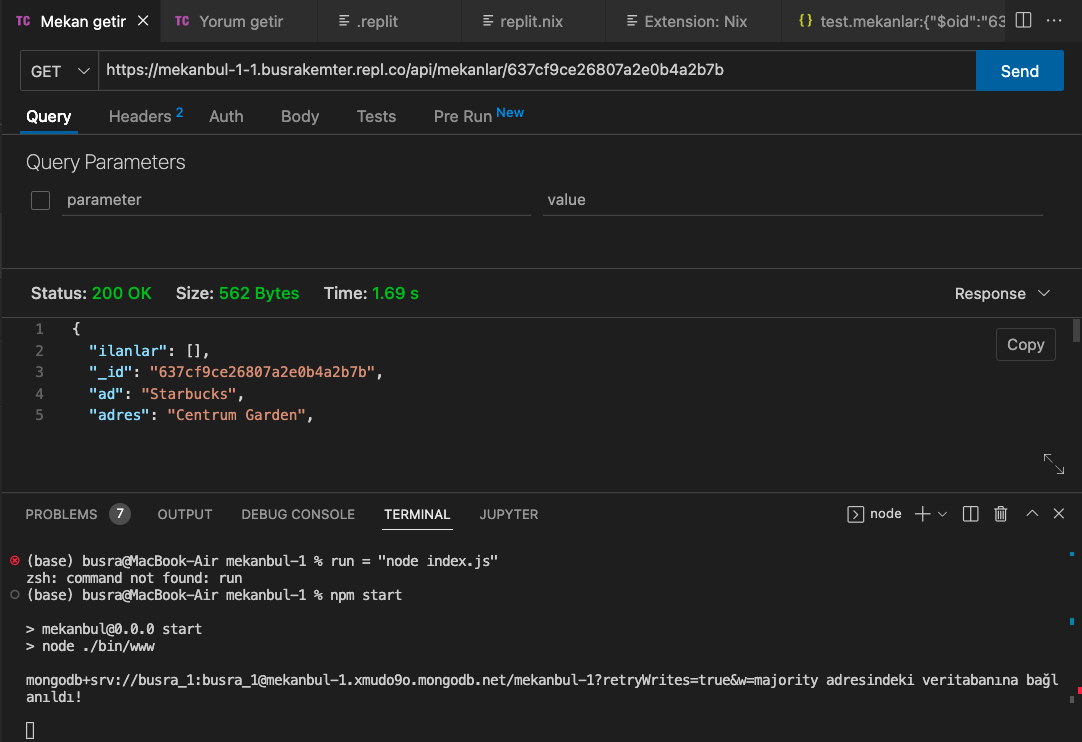 TC Mekan getir TC Yorum getir .replit replit.nix Extension: Nix {} test.mekanlar:{"$oid":"63
GET https://mekanbul-1-1.busrakemter.repl.co/api/mekanlar/637cf9ce26807a2e0b4a2b7b Send
Query Headers 2 Auth Body Tests Pre Run New
Query Parameters
parameter value
Status: 200 OK Size: 562 Bytes Time: 1.69 s Response
1 {
2 "ilanlar": [],
3 "_id": "637cf9ce26807a2e0b4a2b7b",
4 "ad": "Starbucks",
5 "adres": "Centrum Garden",
Copy
PROBLEMS 7 OUTPUT DEBUG CONSOLE TERMINAL JUPYTER node
(base) busra@MacBook-Air mekanbul-1 % run = "node index.js"
zsh: command not found: run
(base) busra@MacBook-Air mekanbul-1 % npm start
> mekanbul@0.0.0 start
> node ./bin/www
mongodb+srv://busra_1:busra_1@mekanbul-1.xmudo9o.mongodb.net/mekanbul-1?retryWrites=true&w=majority adresindeki veritabanına bağl
anıldı!